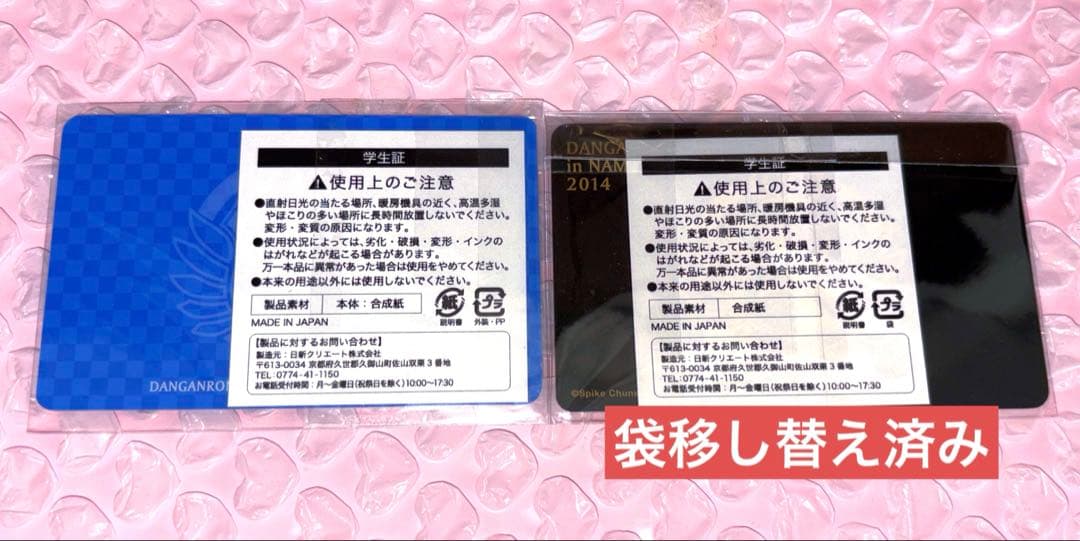 学生証
⚠使用上のご注意
●直射日光の当たる場所、暖房機具の近く、高温多湿
やほこりの多い場所に長時間放置しないでください。
変形・変質の原因になります。
●使用状況によっては、劣化・破損・変形・インクの
はがれなどが起こる場合があります。
万一本品に異常があった場合は使用をやめてください。
●本来の用途以外には使用しないでください。
製品素材 本体:合成紙
紙
説明書
プラ
外装・PP
MADE IN JAPAN
【製品に対するお問い合わせ】
製造元:日新クリエート株式会社
〒613-0034 京都府久世郡久御山町佐山双栗3番地
TEL:0774-41-1150
お電話受付時間:月〜金曜日(祝祭日を除く)10:00〜17:30
DANGANRON
DANGA
in NAM
2014
学生証
⚠使用上のご注意
●直射日光の当たる場所、暖房機具の近く、高温多湿
やほこりの多い場所に長時間放置しないでください。
変形・変質の原因になります。
●使用状況によっては、劣化・破損・変形・インクの
はがれなどが起こる場合があります。
万一本品に異常があった場合は使用をやめてください。
●本来の用途以外には使用しないでください。
製品素材 合成紙
紙
説明書
プラ
袋
MADE IN JAPAN
【製品に対するお問い合わせ】
製造元:日新クリエート株式会社
〒613-0034 京都府久世郡久御山町佐山双栗3番地
TEL:0774-41-1150
お電話受付時間:月〜金曜日(祝祭日を除く)10:00〜17:30
©Spike Chun
袋移し替え済み